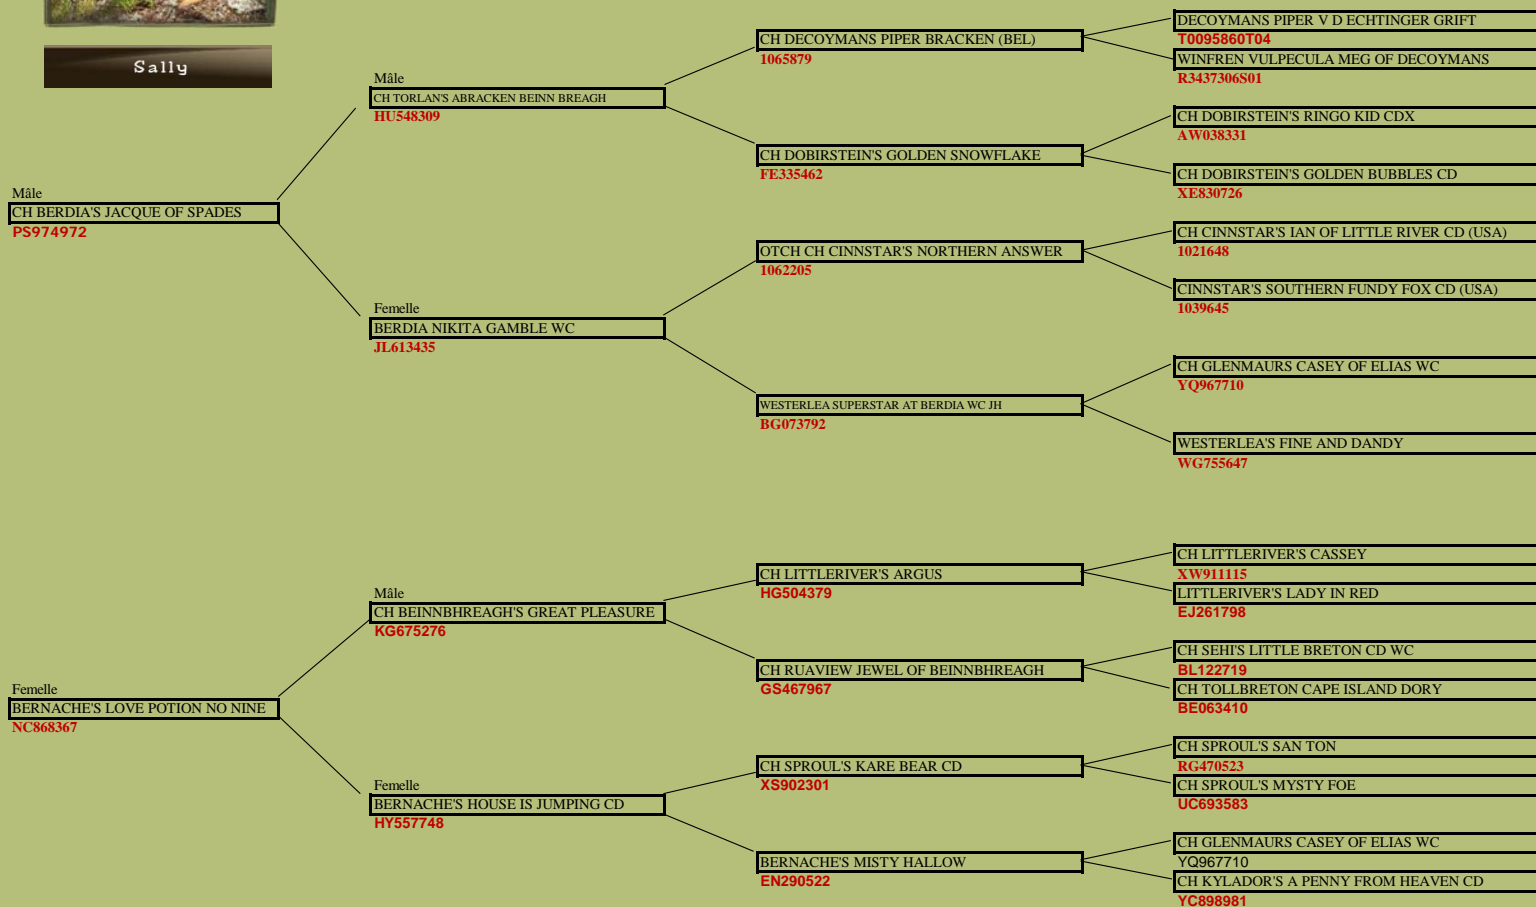 Sally
Mâle
CH BERDIA'S JACQUE OF SPADES
PS974972
Femelle
BERNACHE'S LOVE POTION NO NINE
NC868367
Mâle
CH TORLAN'S ABRACKEN BEINN BREAGH
HU548309
Femelle
BERDIA NIKITA GAMBLE WC
JL613435
Mâle
CH BEINNBHREAGH'S GREAT PLEASURE
KG675276
Femelle
BERNACHE'S HOUSE IS JUMPING CD
HY557748
CH DECOYMANS PIPER BRACKEN (BEL)
1065879
CH DOBIRSTEIN'S GOLDEN SNOWFLAKE
FE335462
OTCH CH CINNSTAR'S NORTHERN ANSWER
1062205
WESTERLEA SUPERSTAR AT BERDIA WC JH
BG073792
CH LITTLERIVER'S ARGUS
HG504379
CH RUAVIEW JEWEL OF BEINNBHREAGH
GS467967
CH SPROUL'S KARE BEAR CD
XS902301
BERNACHE'S MISTY HALLOW
EN290522
DECOYMANS PIPER V D ECHTINGER GRIFT
T0095860T04
WINFREN VULPECULA MEG OF DECOYMANS
R3437306S01
CH DOBIRSTEIN'S RINGO KID CDX
AW038331
CH DOBIRSTEIN'S GOLDEN BUBBLES CD
XE830726
CH CINNSTAR'S IAN OF LITTLE RIVER CD (USA)
1021648
CINNSTAR'S SOUTHERN FUNDY FOX CD (USA)
1039645
CH GLENMAURS CASEY OF ELIAS WC
YQ967710
WESTERLEA'S FINE AND DANDY
WG755647
CH LITTLERIVER'S CASSEY
XW911115
LITTLERIVER'S LADY IN RED
EJ261798
CH SEHI'S LITTLE BRETON CD WC
BL122719
CH TOLLBRETON CAPE ISLAND DORY
BE063410
CH SPROUL'S SAN TON
RG470523
CH SPROUL'S MYSTY FOE
UC693583
CH GLENMAURS CASEY OF ELIAS WC
YQ967710
CH KYLADOR'S A PENNY FROM HEAVEN CD
YC898981